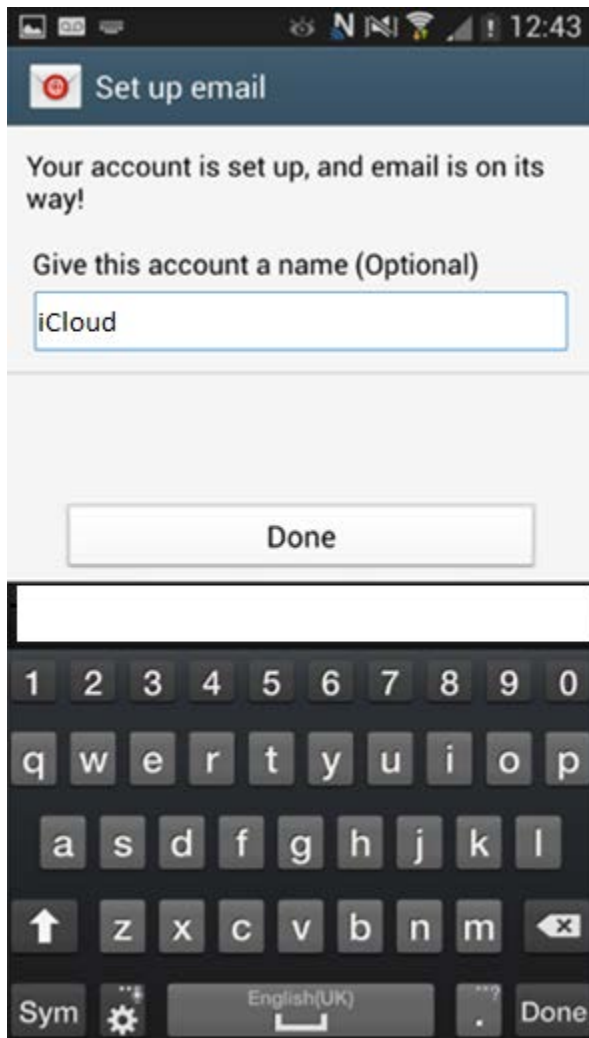 12:43
Set up email
Your account is set up, and email is on its
way!
Give this account a name (Optional)
iCloud
Done
1 2 3 4 5 6 7 8 9 0
q w e r t y u i o p
a s d f g h j k l
z x c v b n m
English(UK)
Sym . Done